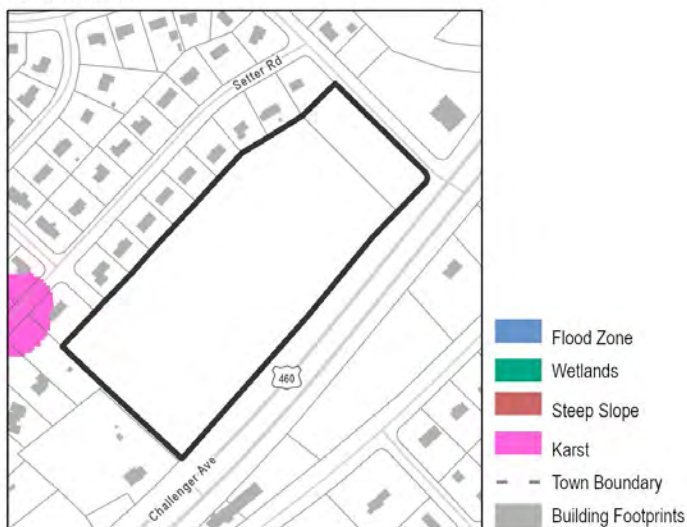 Setter Rd
460
Challenger Ave
Flood Zone
Wetlands
Steep Slope
Karst
Town Boundary
Building Footprints